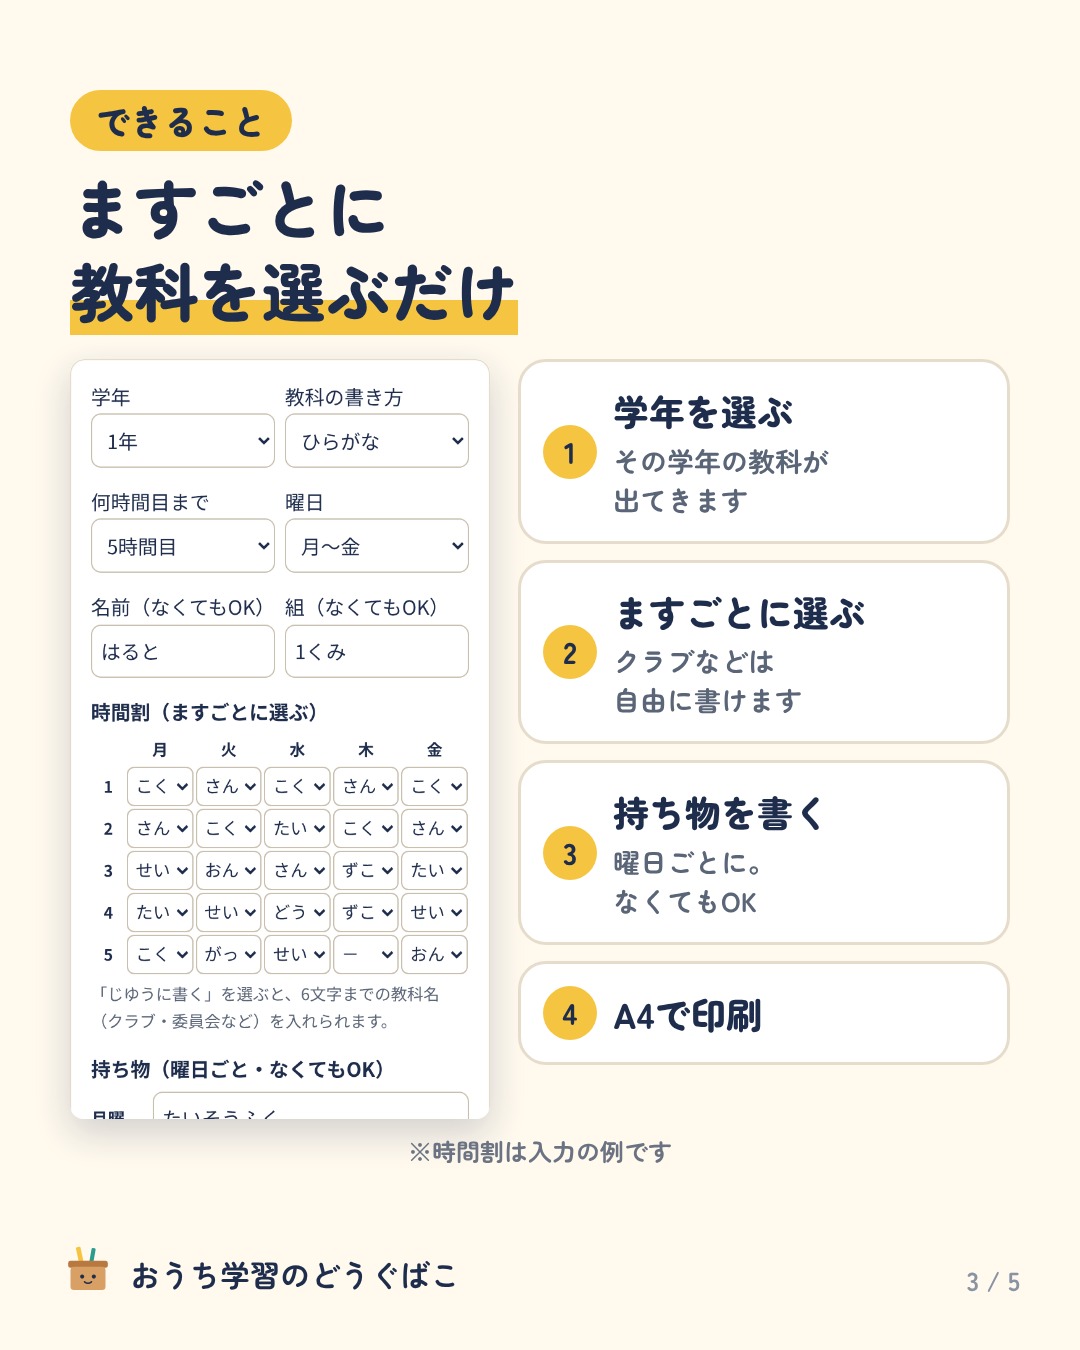 できること
ますごとに
教科を選ぶだけ
学年 教科の書き方
1年 ひらがな
何時間目まで 曜日
5時間目 月〜金
名前（なくてもOK） 組（なくてもOK）
はると 1くみ
時間割（ますごとに選ぶ）
月 火 水 木 金
1 こく さん こく さん こく
2 さん こく たい こく さん
3 せい おん さん ずこ たい
4 たい せい どう ずこ せい
5 こく がっ せい － おん
「じゆうに書く」を選ぶと、6文字までの教科名
（クラブ・委員会など）を入れられます。
持ち物（曜日ごと・なくてもOK）
月曜 たいそうふく
1 学年を選ぶ
その学年の教科が
出てきます
2 ますごとに選ぶ
クラブなどは
自由に書けます
3 持ち物を書く
曜日ごとに。
なくてもOK
4 A4で印刷
※時間割は入力の例です
おうち学習のどうぐばこ
3 / 5